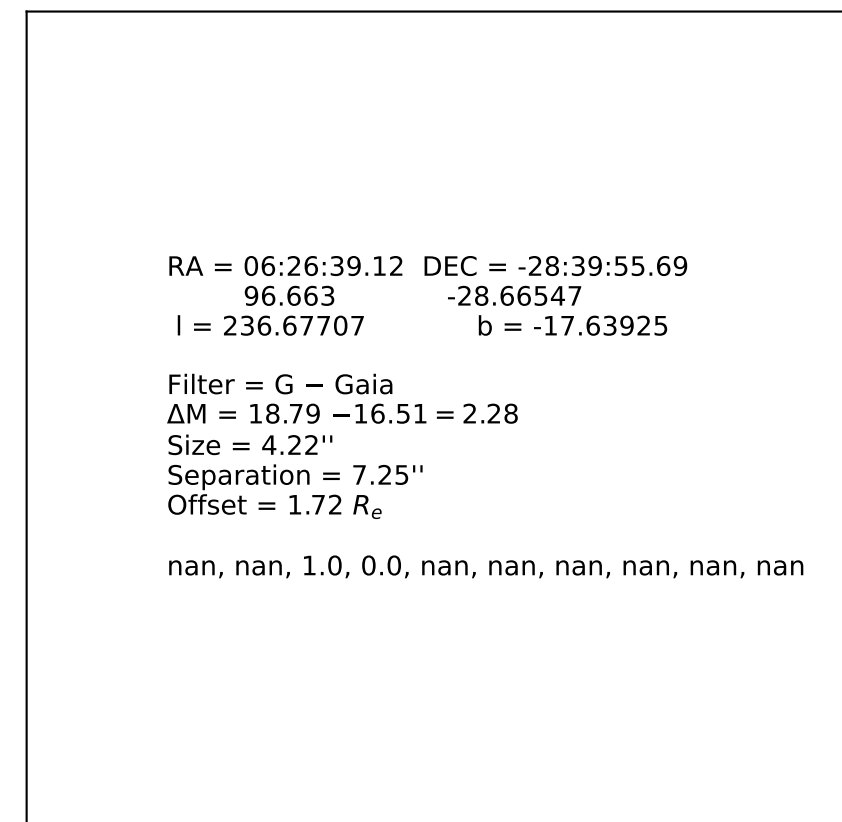 RA = 06:26:39.12 DEC = -28:39:55.69
96.663 -28.66547
l = 236.67707 b = -17.63925
Filter = G − Gaia
ΔM = 18.79 −16.51 = 2.28
Size = 4.22''
Separation = 7.25''
Offset = 1.72 Re
nan, nan, 1.0, 0.0, nan, nan, nan, nan, nan, nan